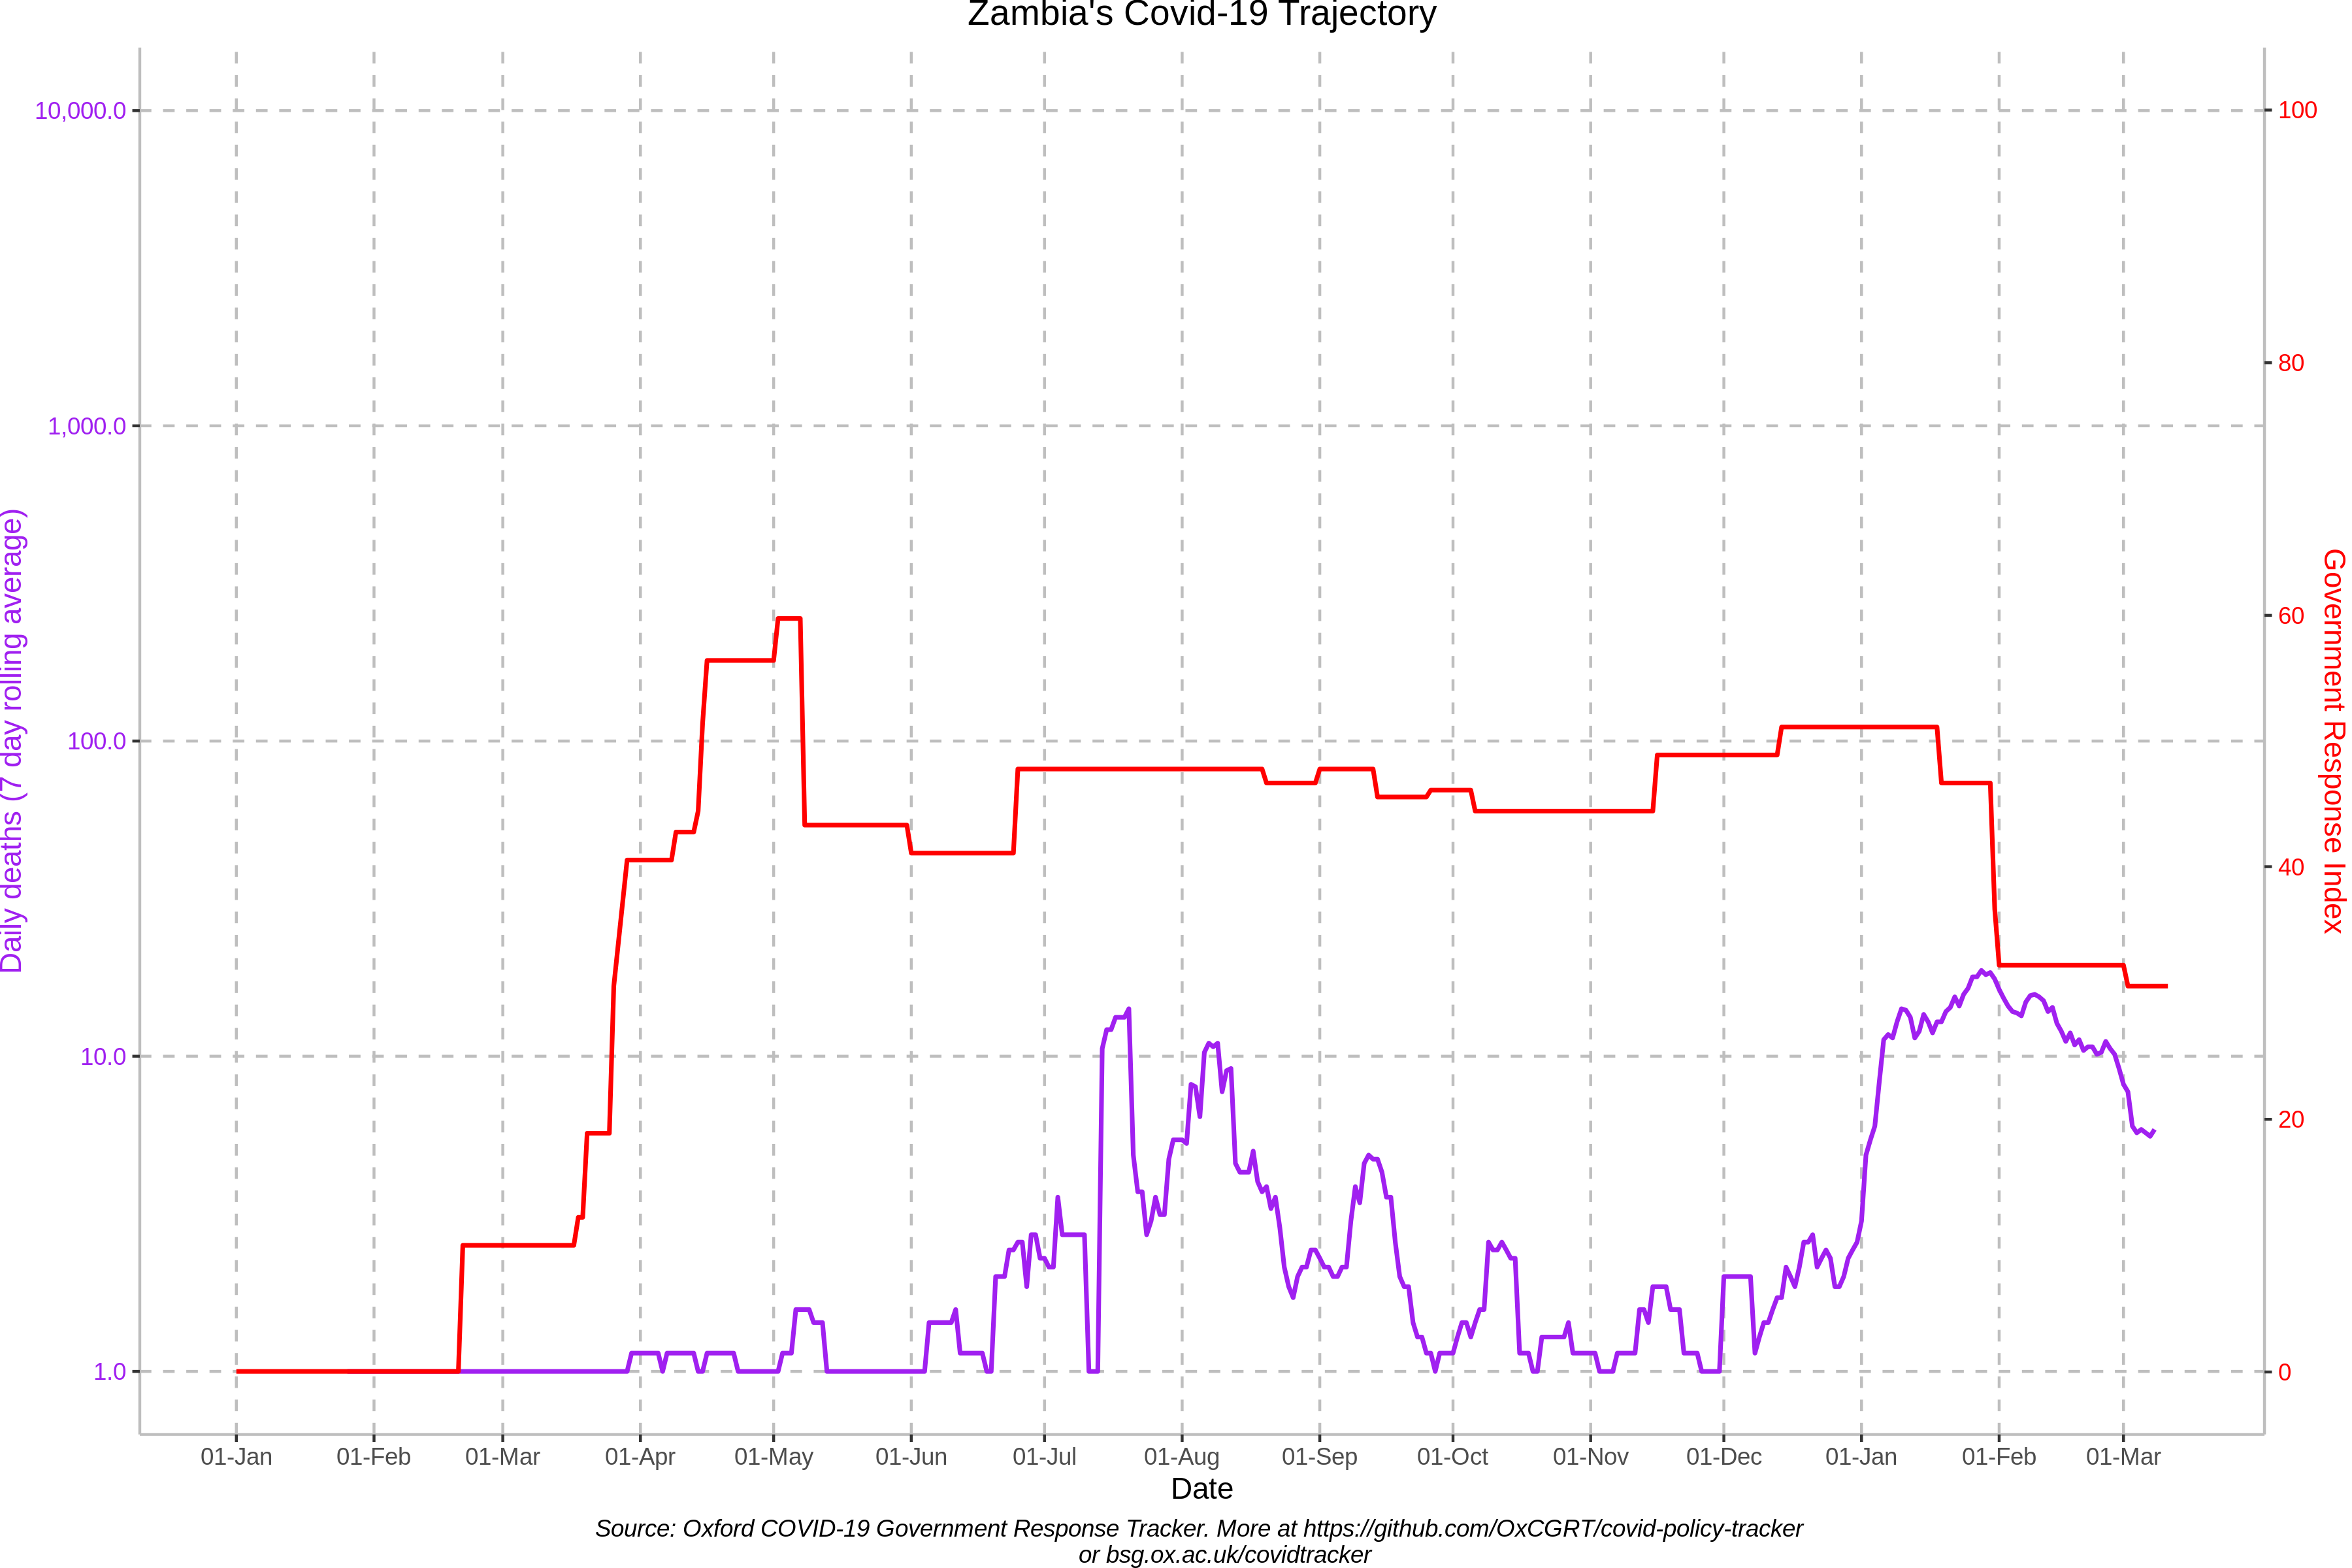 Zambia's Covid-19 Trajectory
10,000.0
1,000.0
100.0
10.0
1.0
Daily deaths (7 day rolling average)
100
80
60
40
20
0
Government Response Index
01-Jan
01-Feb
01-Mar
01-Apr
01-May
01-Jun
01-Jul
01-Aug
01-Sep
01-Oct
01-Nov
01-Dec
01-Jan
01-Feb
01-Mar
Date
Source: Oxford COVID-19 Government Response Tracker. More at https://github.com/OxCGRT/covid-policy-tracker
or bsg.ox.ac.uk/covidtracker